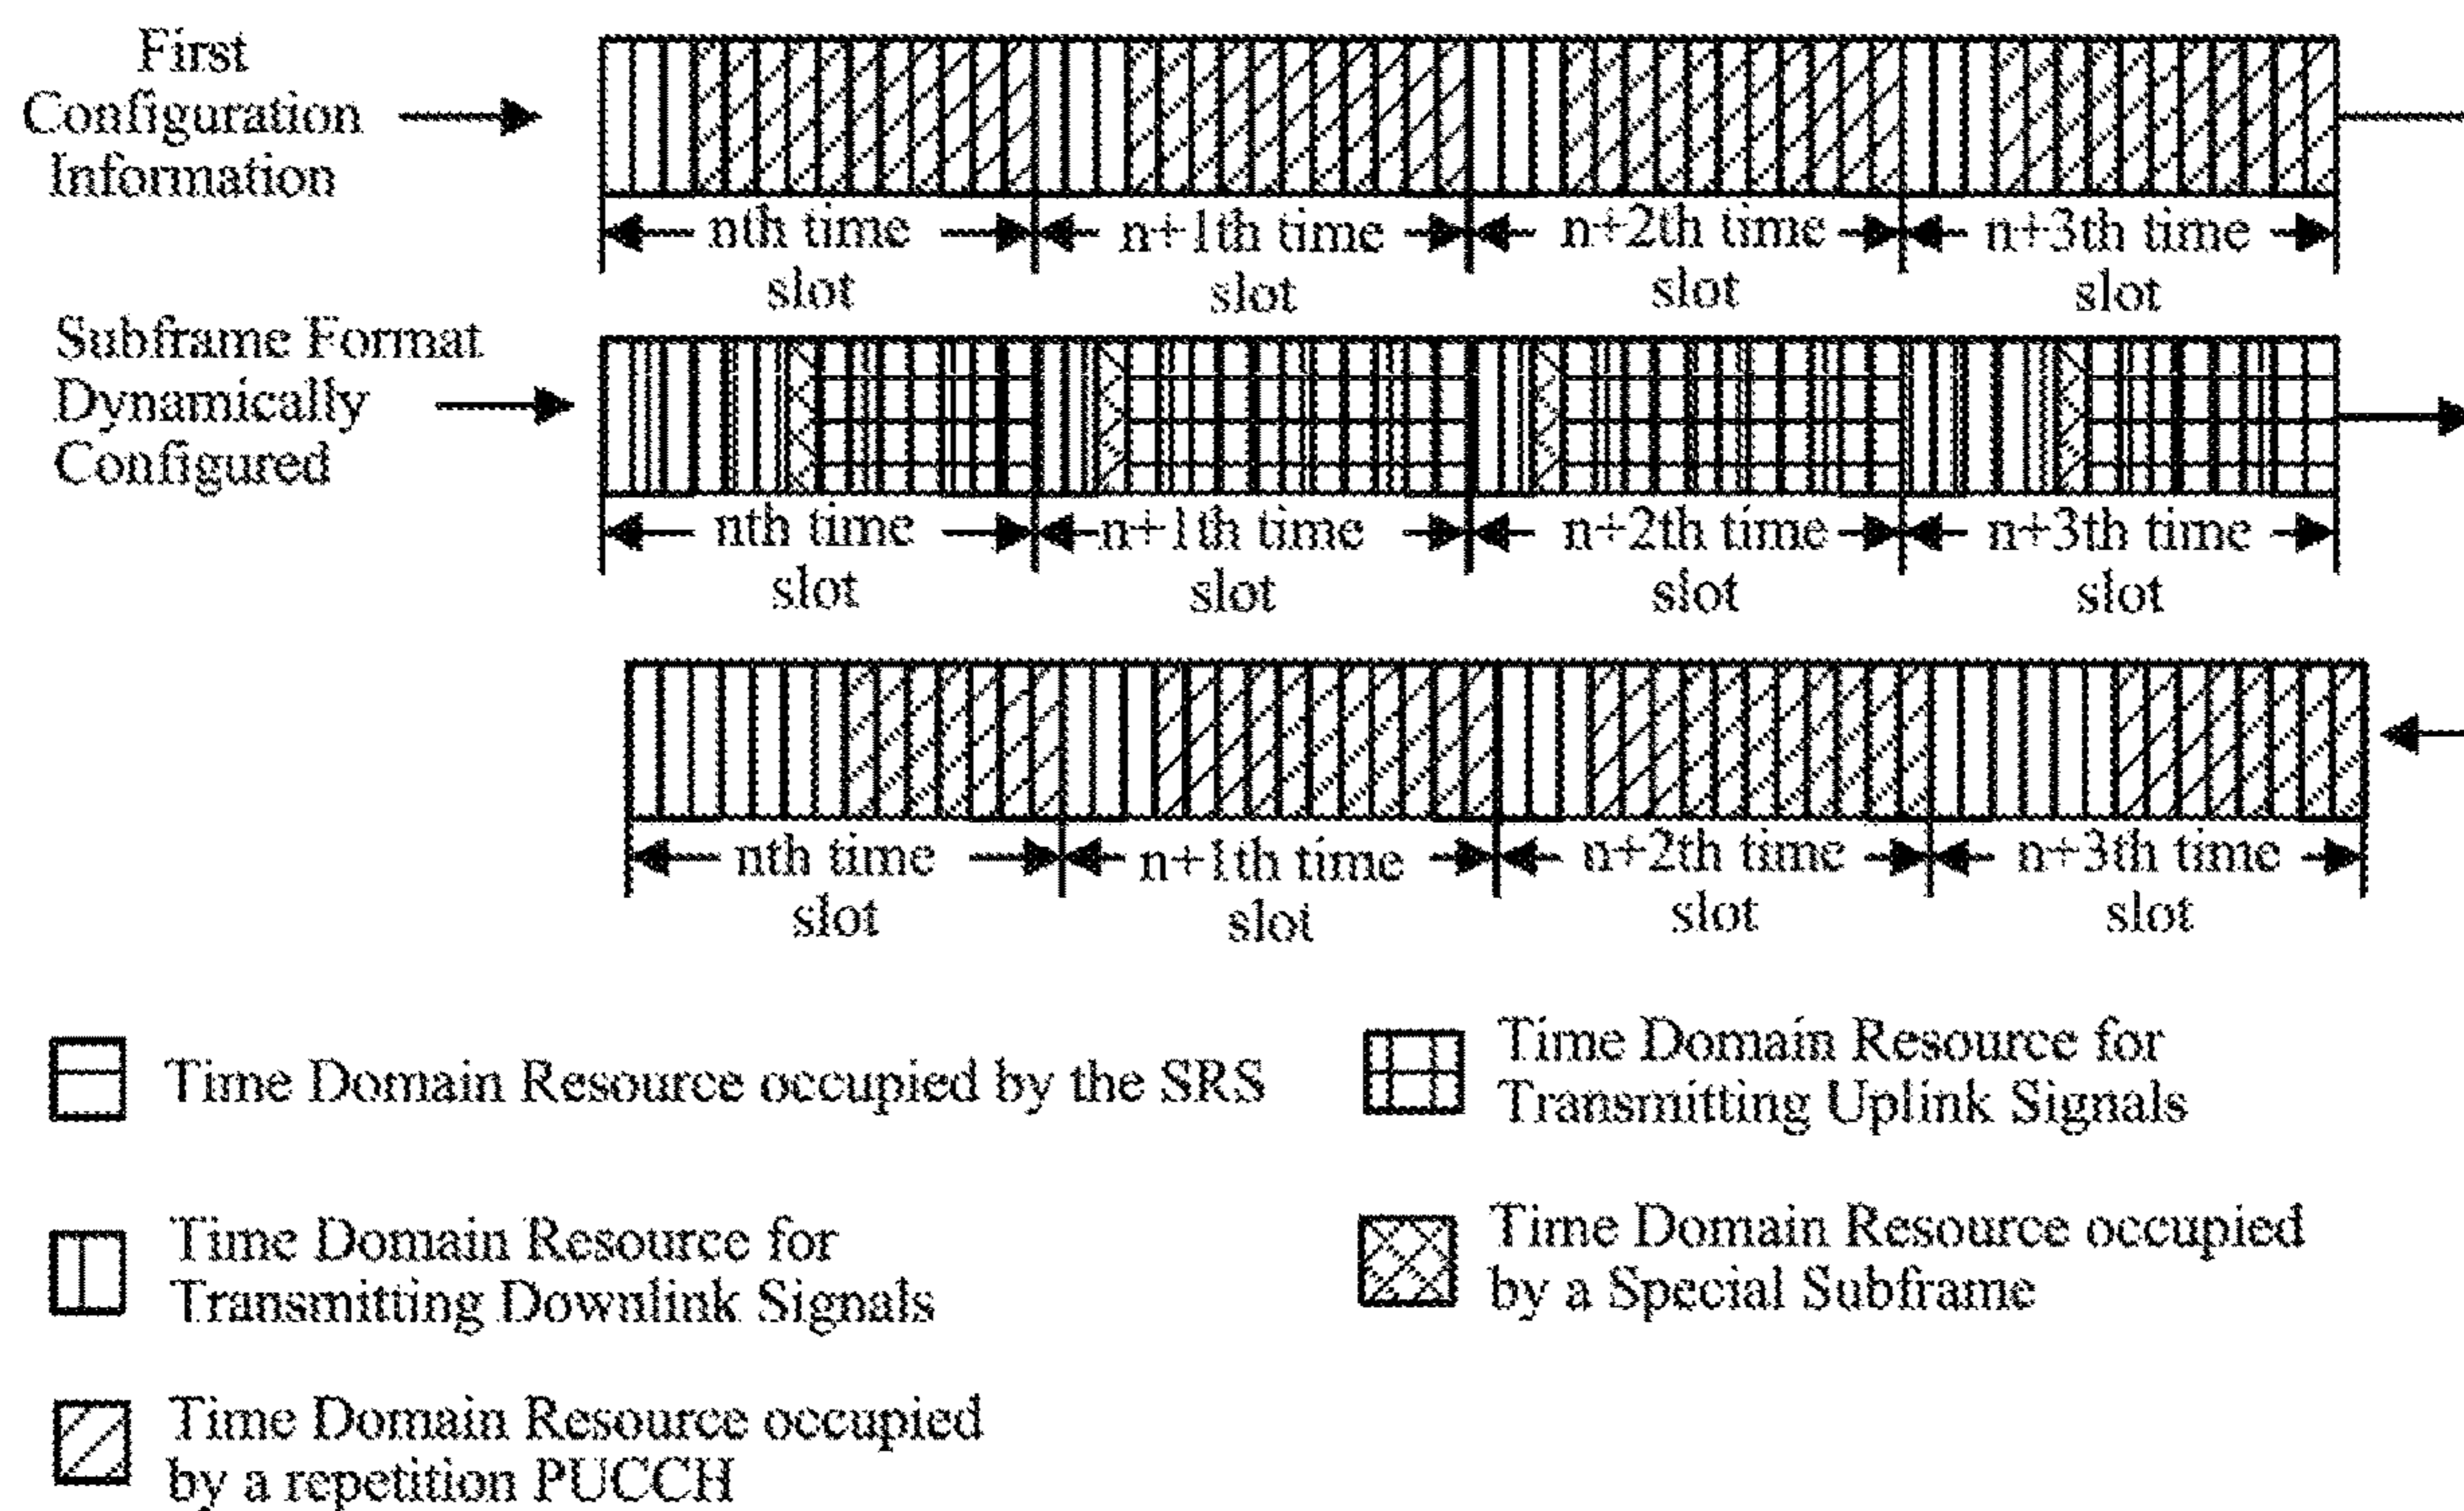 First
Configuration
Information
nth time
slot
n+1th time
slot
n+2th time
slot
n+3th time
slot
Subframe Format
Dynamically
Configured
nth time
slot
n+1th time
slot
n+2th time
slot
n+3th time
slot
nth time
slot
n+1th time
slot
n+2th time
slot
n+3th time
slot
Time Domain Resource occupied by the SRS
Time Domain Resource for
Transmitting Uplink Signals
Time Domain Resource for
Transmitting Downlink Signals
Time Domain Resource occupied
by a Special Subframe
Time Domain Resource occupied
by a repetition PUCCH